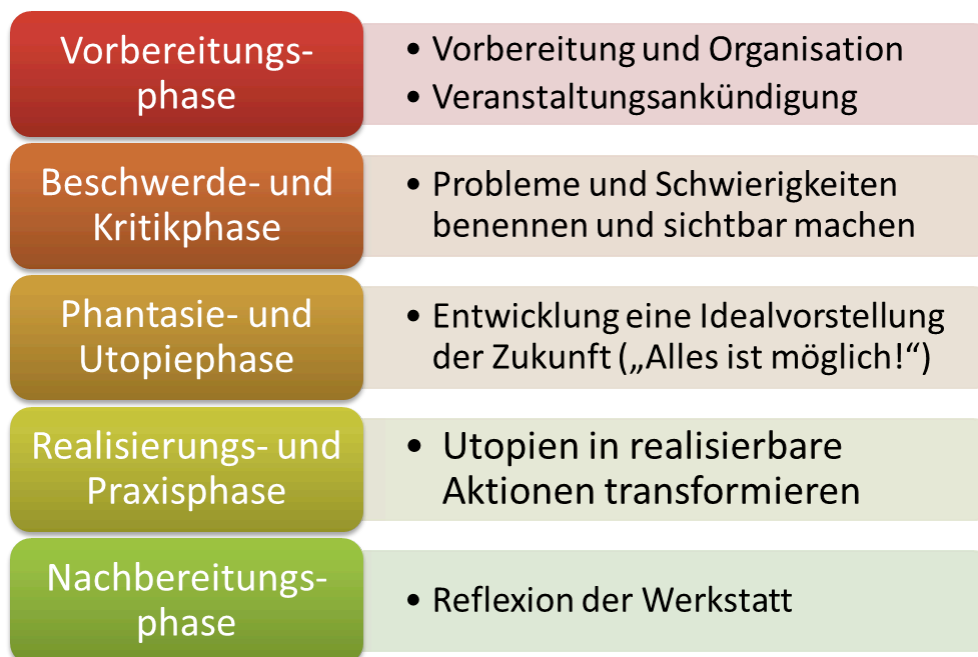 Vorbereitungs-
phase
• Vorbereitung und Organisation
• Veranstaltungsankündigung
Beschwerde- und
Kritikphase
• Probleme und Schwierigkeiten
benennen und sichtbar machen
Phantasie- und
Utopiephase
• Entwicklung eine Idealvorstellung
der Zukunft („Alles ist möglich!“)
Realisierungs- und
Praxisphase
• Utopien in realisierbare
Aktionen transformieren
Nachbereitungs-
phase
• Reflexion der Werkstatt